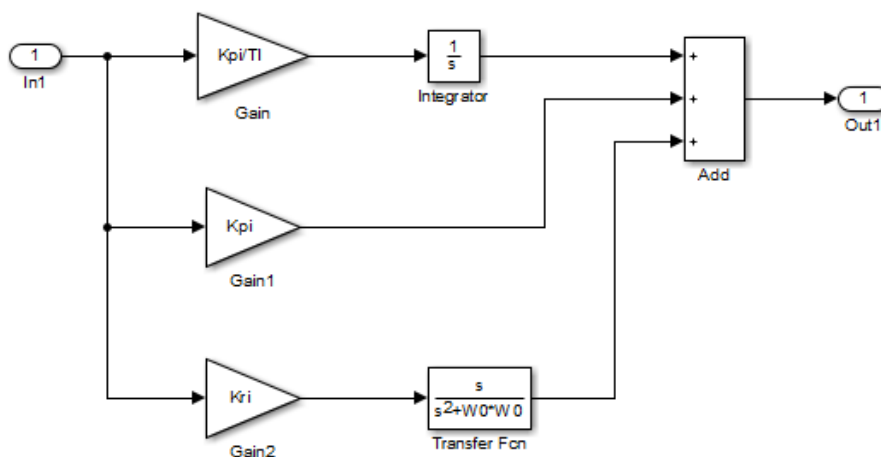 1
In1
Kpi/TI
Gain
1
s
Integrator
+
+
+
Add
1
Out1
Kpi
Gain1
Kri
Gain2
s
s²+W0*W0
Transfer Fcn